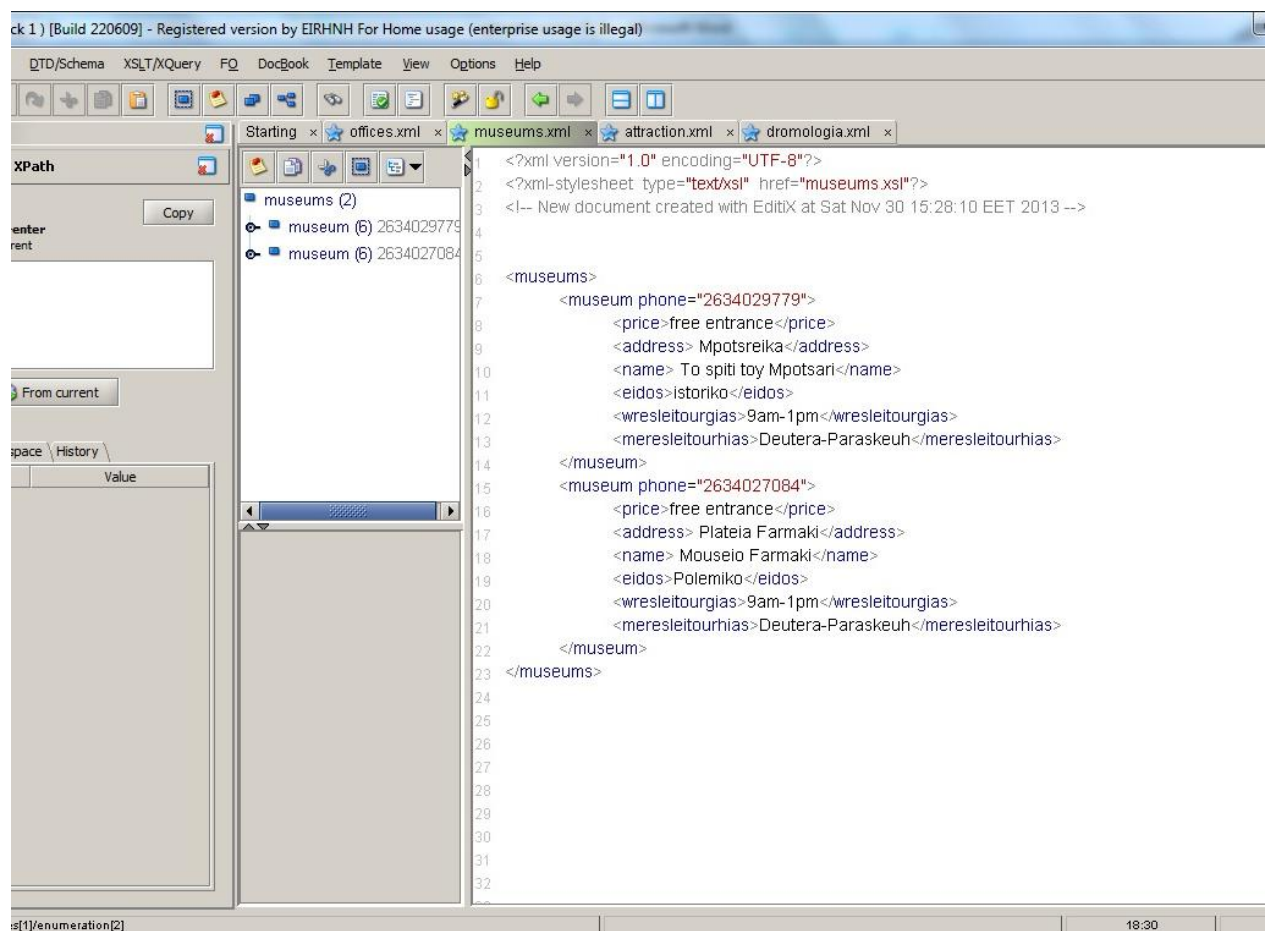 ck 1 ) [Build 220609] - Registered version by EIRHNH For Home usage (enterprise usage is illegal)
DTD/Schema XSLT/XQuery FO DocBook Template View Options Help
Starting × offices.xml × museums.xml × attraction.xml × dromologia.xml ×
XPath
Copy
enter
rent
From current
space History
Value
museums (2)
museum (6) 2634029779
museum (6) 2634027084
1 <?xml version="1.0" encoding="UTF-8"?>
2 <?xml-stylesheet type="text/xsl" href="museums.xsl"?>
3 <!-- New document created with EditiX at Sat Nov 30 15:28:10 EET 2013 -->
4
5
6 <museums>
7 <museum phone="2634029779">
8 <price>free entrance</price>
9 <address> Mpotsreika</address>
10 <name> To spiti toy Mpotsari</name>
11 <eidos>istoriko</eidos>
12 <wresleitourgias>9am-1pm</wresleitourgias>
13 <meresleitourhias>Deutera-Paraskeuh</meresleitourhias>
14 </museum>
15 <museum phone="2634027084">
16 <price>free entrance</price>
17 <address> Plateia Farmaki</address>
18 <name> Mouseio Farmaki</name>
19 <eidos>Polemiko</eidos>
20 <wresleitourgias>9am-1pm</wresleitourgias>
21 <meresleitourhias>Deutera-Paraskeuh</meresleitourhias>
22 </museum>
23 </museums>
24
25
26
27
28
29
30
31
32
es[1]/enumeration[2]
18:30